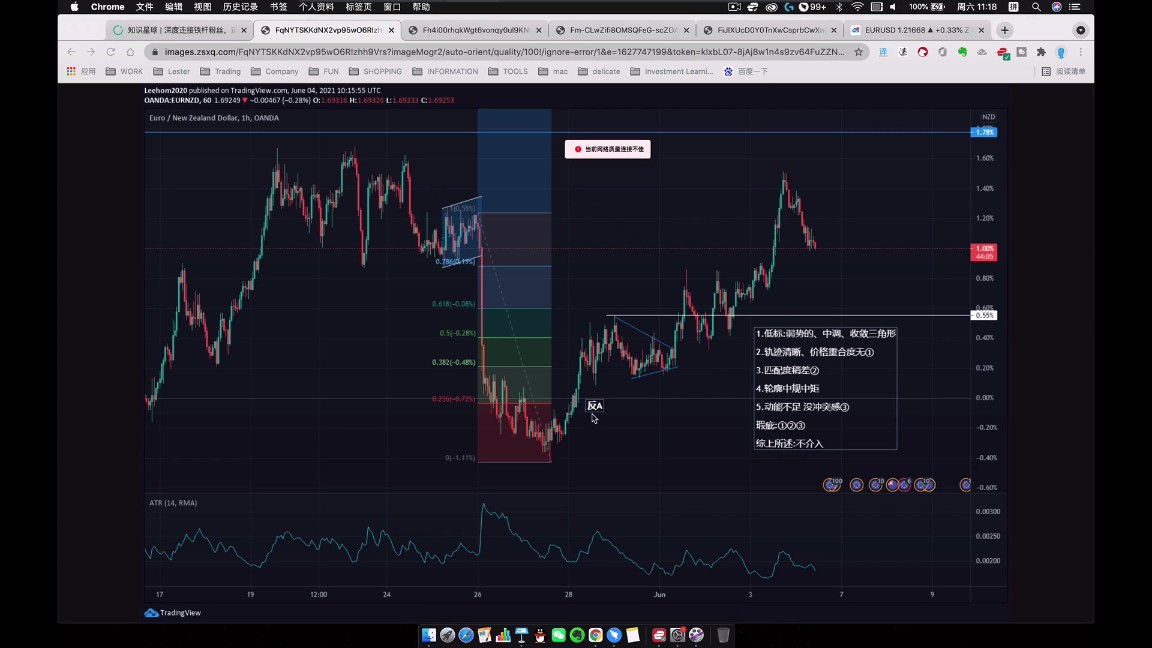 Chrome 文件 编辑 视图 历史记录 书签 个人资料 标签页 窗口 帮助 99+ 100% 周六 11:18
知识星球 | 深度连接铁杆粉丝,
FqNYTSKKdNX2vp95wO6RIzhh
Fh4i00rhqkWgt6vonqy0ul9KN
Fm-CLwZifi8OMSQFeG-scZO
FiJIXUcD0Y0TnXwCsprbCwXn
EURUSD 1.21668 ▲ +0.33% Z
images.zsxq.com/FqNYTSKKdNX2vp95wO6RIzhh9Vrs?imageMogr2/auto-orient/quality/100!/ignore-error/1&e=1627747199&token=kIxbL07-8jAj8w1n4s9zv64FuZZN...
应用 WORK Lester Trading Company FUN SHOPPING INFORMATION TOOLS mac delicate Investment Learni... 百度一下 阅读清单
Leehom2020 published on TradingView.com, June 04, 2021 10:15:55 UTC
OANDA:EURNZD, 60 1.69249 ▼ −0.00467 (−0.28%) O:1.69316 H:1.69326 L:1.69233 C:1.69253
Euro / New Zealand Dollar, 1h, OANDA
NZD
1.78%
当前网络质量连接不佳
1.60%
1.40%
1(0.55%)
1.20%
1.00%
44:05
0.786(0.19%)
0.80%
0.618(−0.08%)
0.60%
0.55%
0.5(−0.28%)
0.40%
0.382(−0.48%)
0.20%
0.236(−0.72%)
0.00%
反A
−0.20%
0(−1.11%)
−0.40%
−0.60%
1.低标:弱势的、中调、收敛三角形
2.轨迹清晰、价格重合度无①
3.匹配度稍差②
4.轮廓中规中矩
5.动能不足 没冲突感③
瑕疵:①②③
综上所述:不介入
ATR (14, RMA)
0.00300
0.00250
0.00200
17 19 12:00 24 26 28 Jun 3 7 9
TradingView